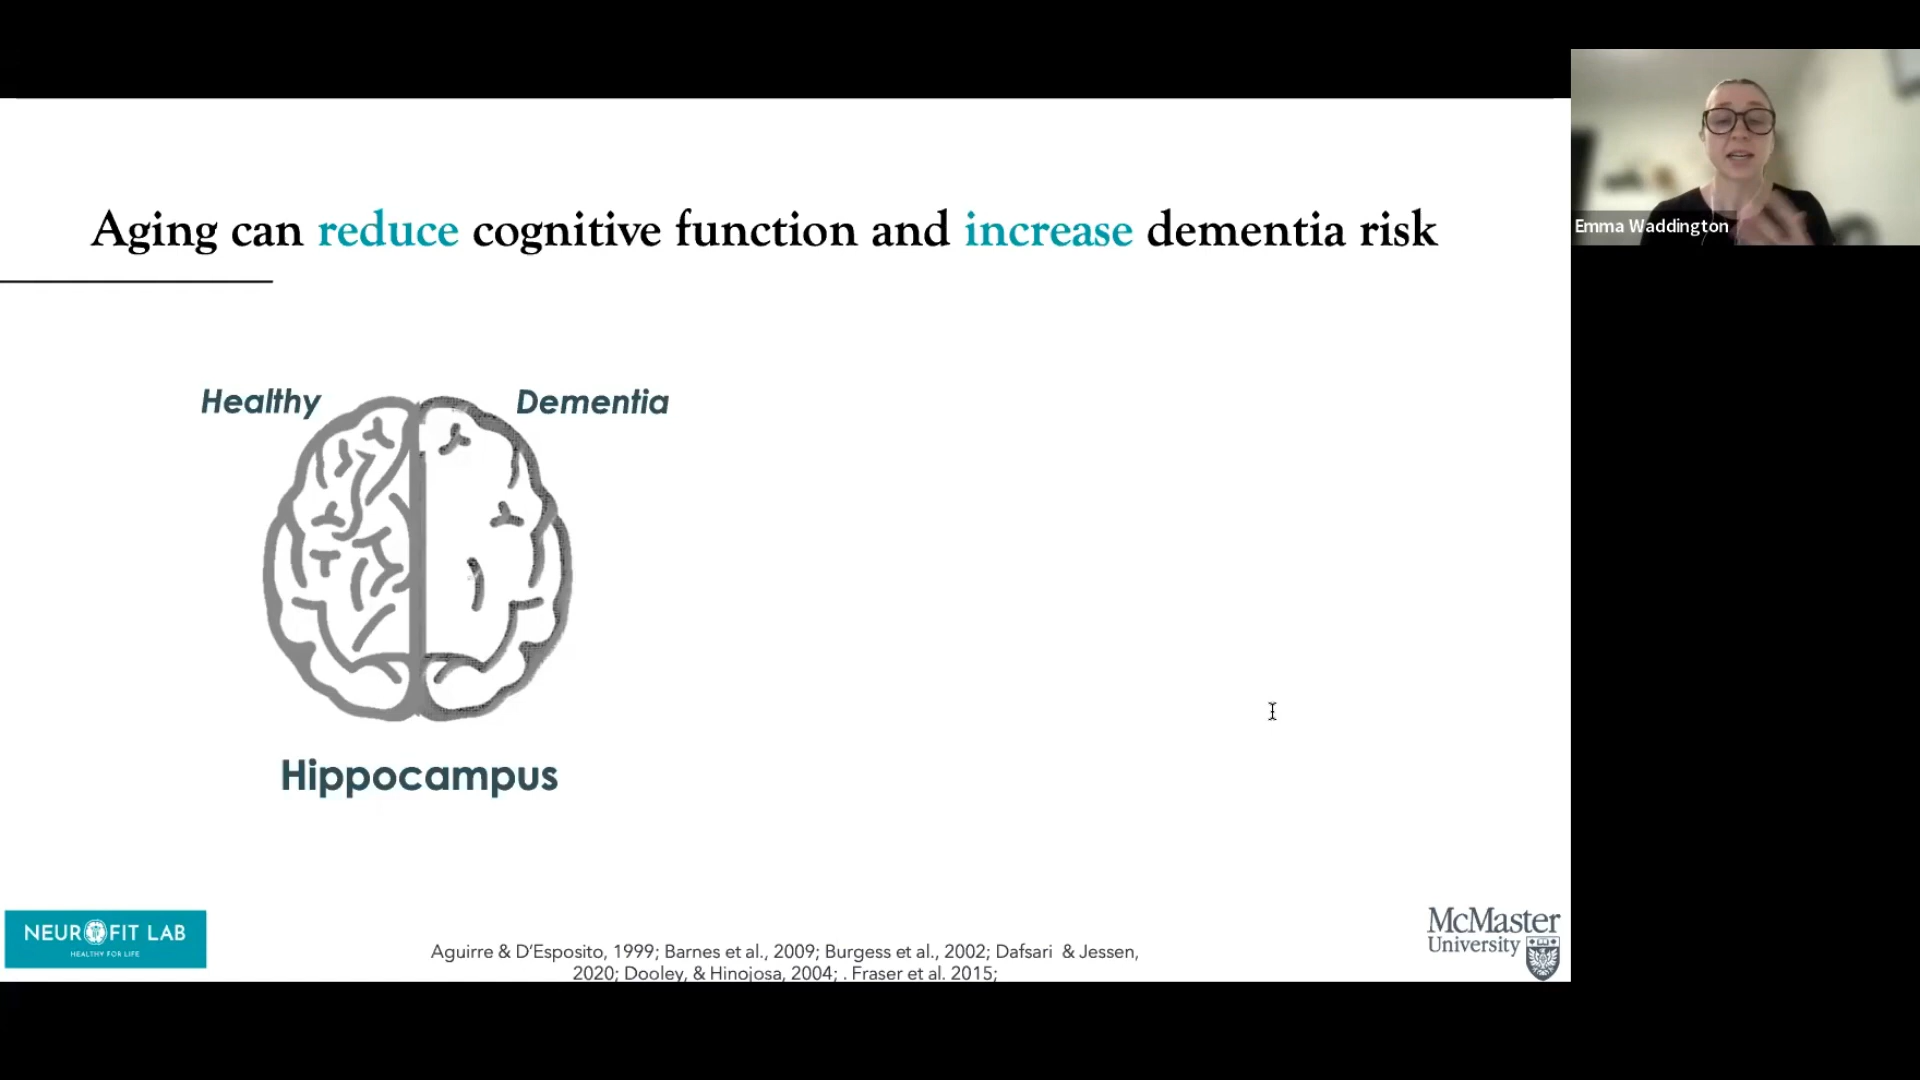 Aging can reduce cognitive function and increase dementia risk
Emma Waddington
Healthy
Dementia
Hippocampus
NEUROFIT LAB
HEALTHY FOR LIFE
Aguirre & D’Esposito, 1999; Barnes et al., 2009; Burgess et al., 2002; Dafsari & Jessen,
2020; Dooley, & Hinojosa, 2004; . Fraser et al. 2015;
McMaster
University